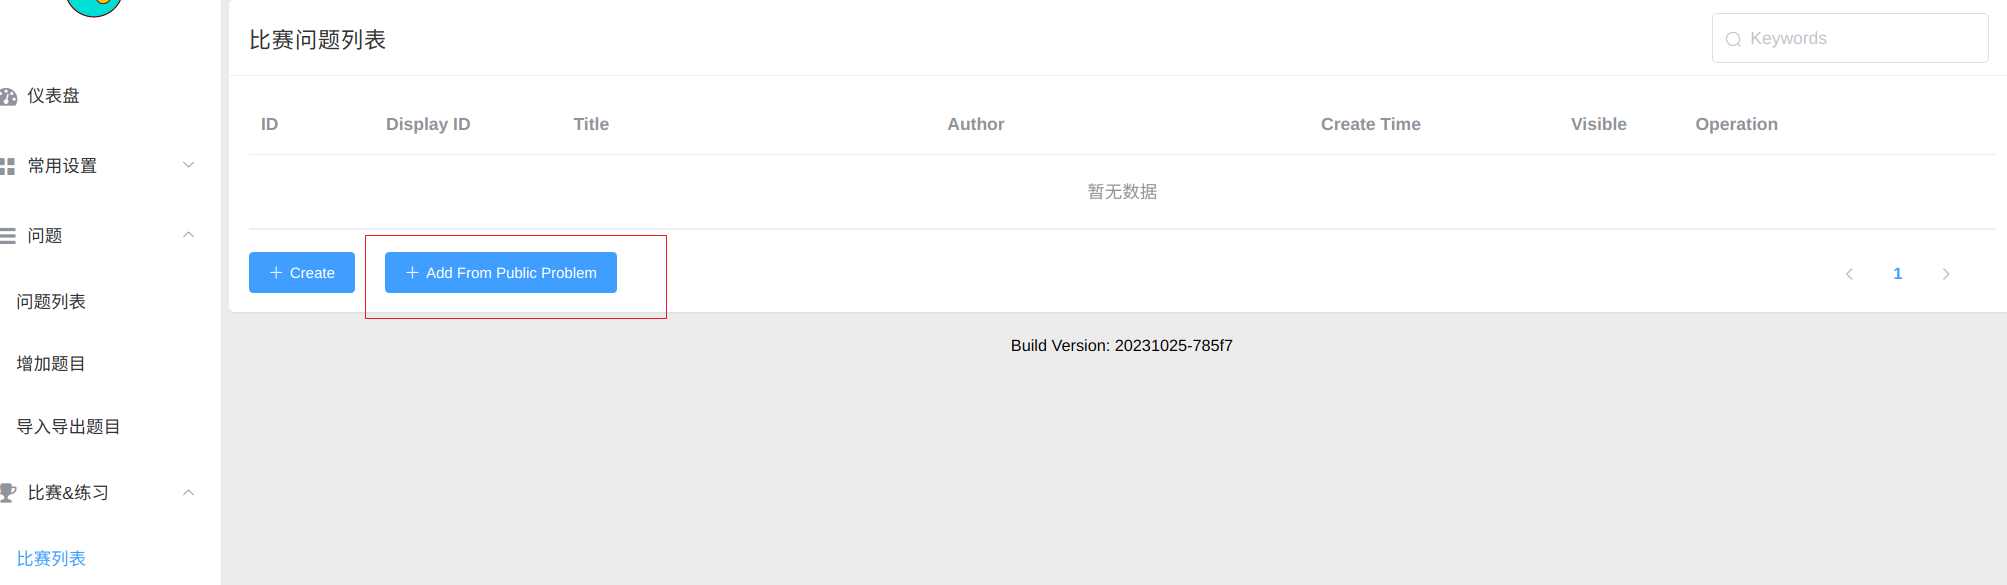 比赛问题列表
Keywords
仪表盘
常用设置
问题
问题列表
增加题目
导入导出题目
比赛&练习
比赛列表
ID Display ID Title Author Create Time Visible Operation
暂无数据
Create Add From Public Problem 1
Build Version: 20231025-785f7